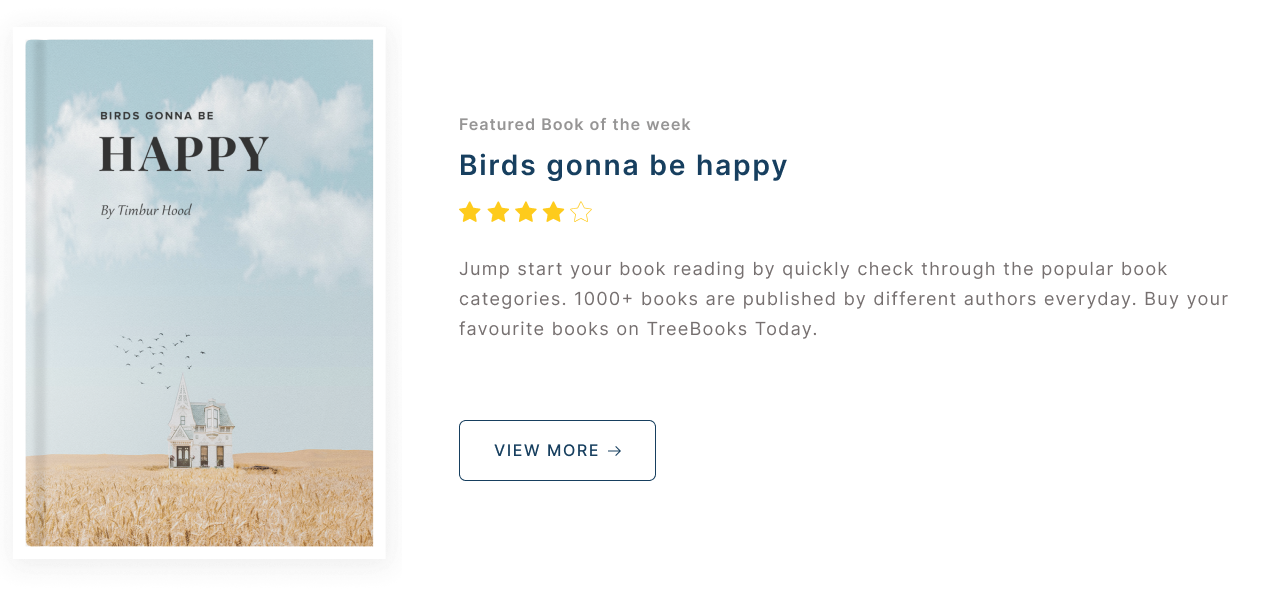 BIRDS GONNA BE
HAPPY
By Timbur Hood
Featured Book of the week
Birds gonna be happy
Jump start your book reading by quickly check through the popular book
categories. 1000+ books are published by different authors everyday. Buy your
favourite books on TreeBooks Today.
VIEW MORE →